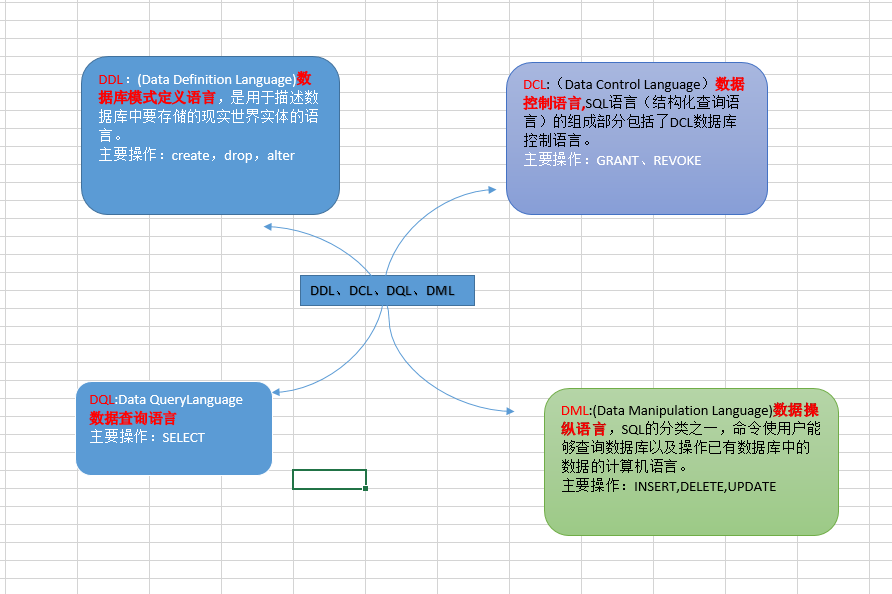 DDL：(Data Definition Language)数
据库模式定义语言，是用于描述数
据库中要存储的现实世界实体的语
言。
主要操作：create，drop，alter
DCL:（Data Control Language）数据
控制语言,SQL语言（结构化查询语
言）的组成部分包括了DCL数据库
控制语言。
主要操作：GRANT、REVOKE
DDL、DCL、DQL、DML
DQL:Data QueryLanguage
数据查询语言
主要操作：SELECT
DML:(Data Manipulation Language)数据操
纵语言，SQL的分类之一，命令使用户能
够查询数据库以及操作已有数据库中的
数据的计算机语言。
主要操作：INSERT,DELETE,UPDATE